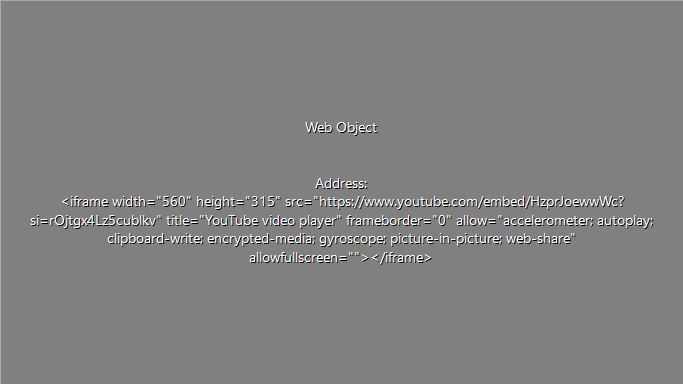 Web Object
Address:
<iframe width="560" height="315" src="https://www.youtube.com/embed/HzprJoewwWc?
si=rOjtgx4Lz5cublkv" title="YouTube video player" frameborder="0" allow="accelerometer; autoplay;
clipboard-write; encrypted-media; gyroscope; picture-in-picture; web-share"
allowfullscreen=""></iframe>